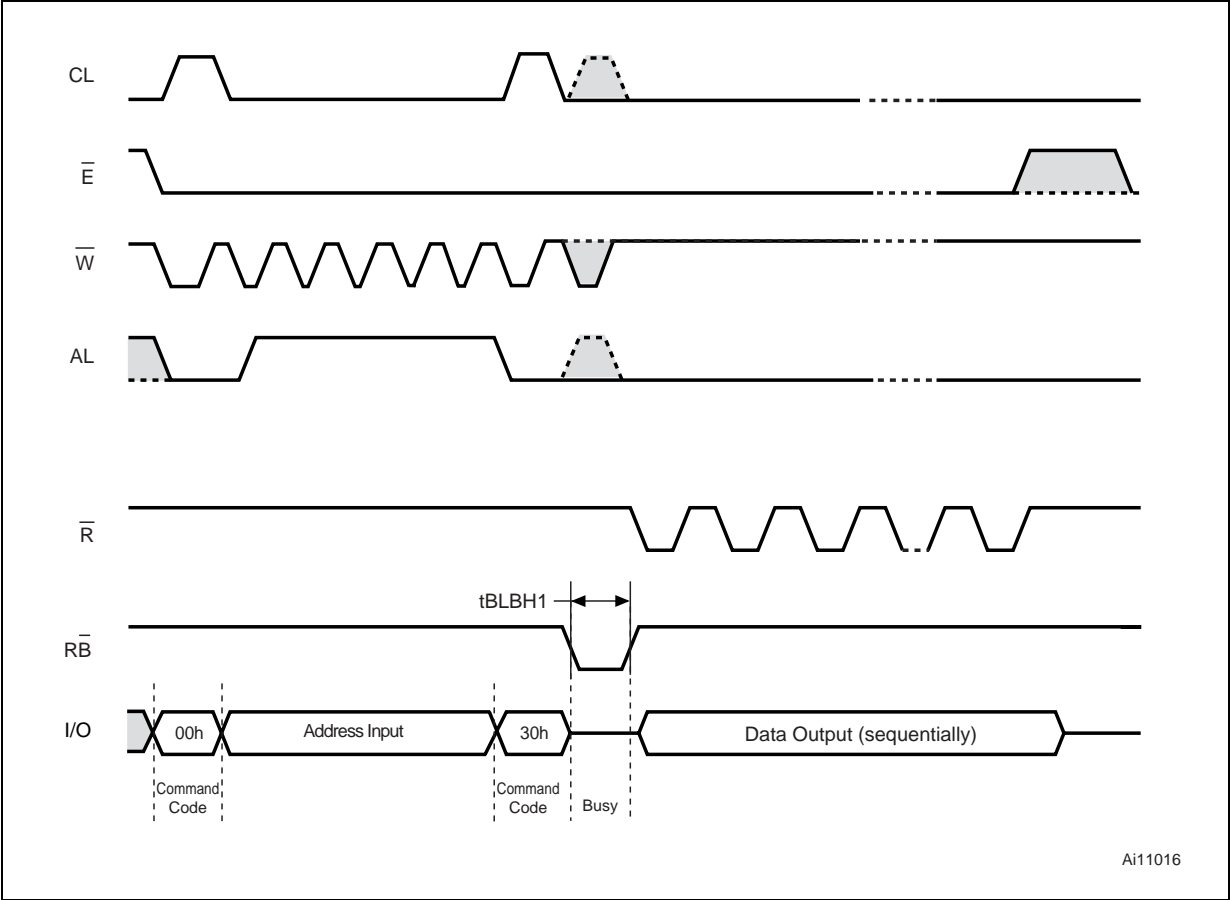 CL
E̅
W̅
AL
R̅
tBLBH1
RB̅
I/O
00h
Address Input
30h
Data Output (sequentially)
Command
Code
Command
Code
Busy
Ai11016